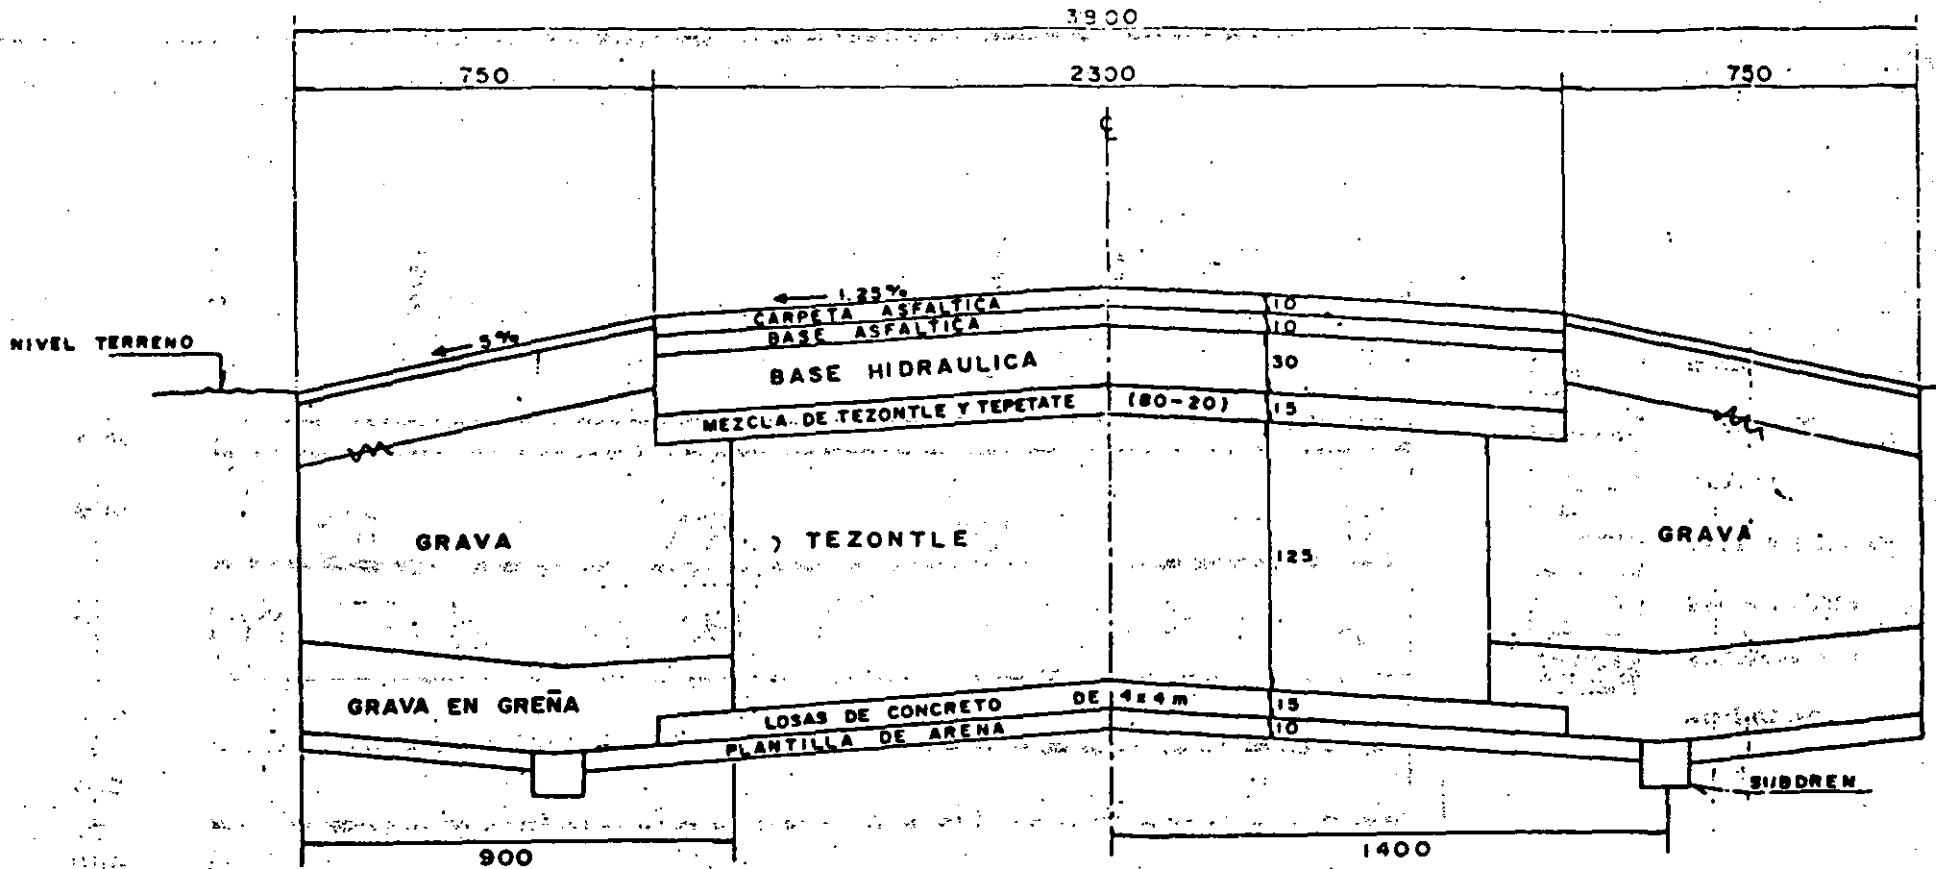 3800
750 2300 750
℄
1.25%
CARPETA ASFALTICA 10
5%
BASE ASFALTICA 10
NIVEL TERRENO
BASE HIDRAULICA 30
MEZCLA DE TEZONTLE Y TEPETATE (80-20) 15
GRAVA TEZONTLE 125 GRAVA
GRAVA EN GREÑA
LOSAS DE CONCRETO DE 4x4 m 15
PLANTILLA DE ARENA 10
SUBDREN
900 1400